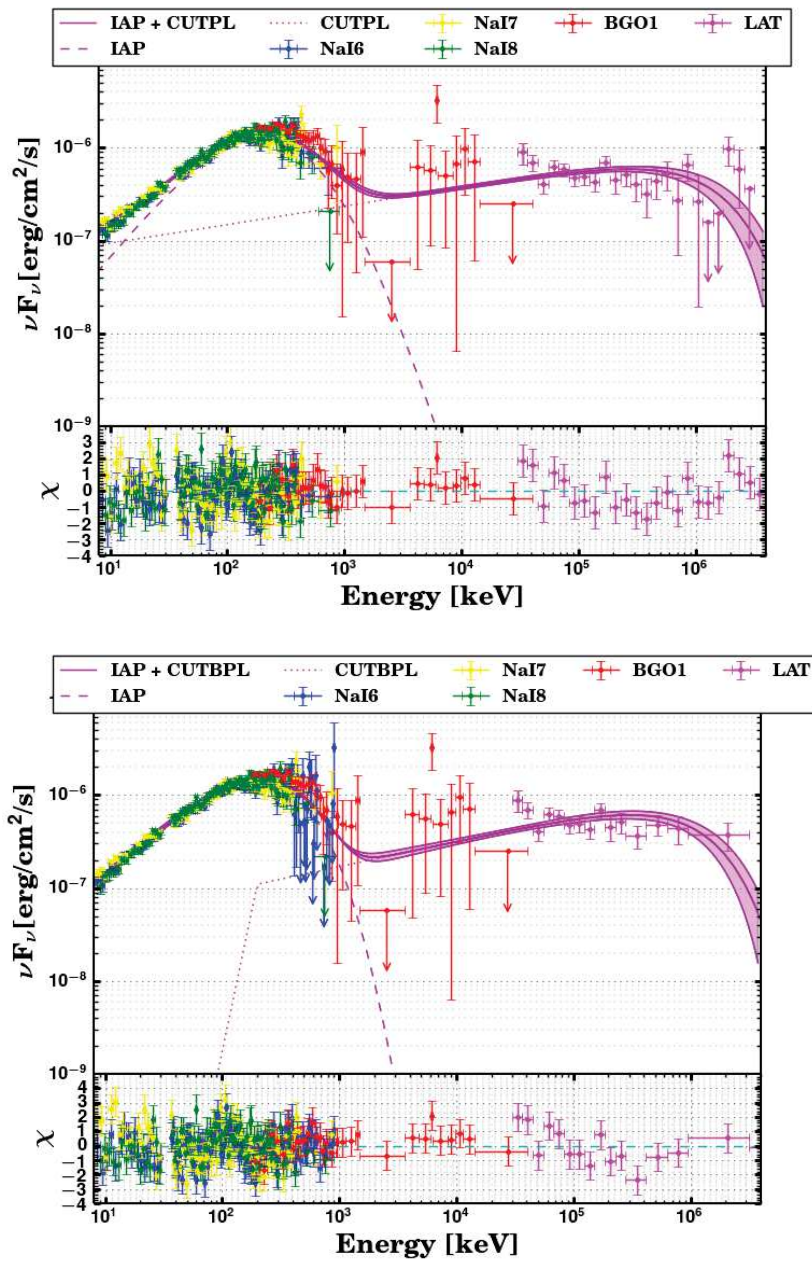 IAP + CUTPL CUTPL NaI7 BGO1 LAT
IAP NaI6 NaI8
10⁻⁶
10⁻⁷
10⁻⁸
10⁻⁹
νFν[erg/cm²/s]
3
2
1
0
−1
−2
−3
−4
χ
10¹ 10² 10³ 10⁴ 10⁵ 10⁶
Energy [keV]
IAP + CUTBPL CUTBPL NaI7 BGO1 LAT
IAP NaI6 NaI8
10⁻⁶
10⁻⁷
10⁻⁸
10⁻⁹
νFν[erg/cm²/s]
4
3
2
1
0
−1
−2
−3
−4
χ
10¹ 10² 10³ 10⁴ 10⁵ 10⁶
Energy [keV]